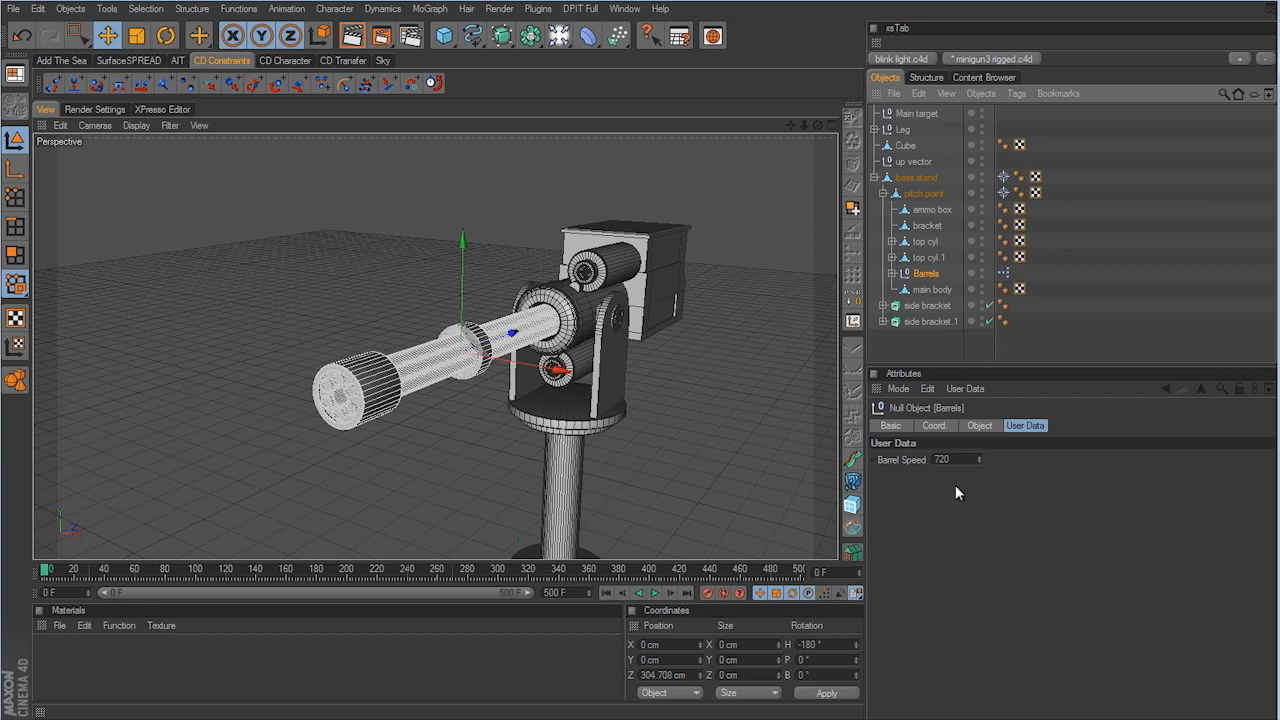 File Edit Objects Tools Selection Structure Functions Animation Character Dynamics MoGraph Hair Render Plugins DPIT Full Window Help
xsTab
X Y Z
Add The Sea SurfaceSPREAD AIT CD Constraints CD Character CD Transfer Sky
blink light.c4d * minigun3 rigged.c4d + -
Objects Structure Content Browser
File Edit View Objects Tags Bookmarks
View Render Settings XPresso Editor
Edit Cameras Display Filter View
Perspective
Main target
Leg
Cube
up vector
base stand
pitch point
ammo box
bracket
top cyl
top cyl.1
Barrels
main body
side bracket
side bracket.1
Attributes
Mode Edit User Data
Null Object [Barrels]
Basic Coord. Object User Data
User Data
Barrel Speed 720
Y
Z
X
0 20 40 60 80 100 120 140 160 180 200 220 240 260 280 300 320 340 360 380 400 420 440 460 480 500 0 F
0 F 0 F 500 F 500 F
Materials
File Edit Function Texture
Coordinates
Position Size Rotation
X 0 cm X 0 cm H -180 °
Y 0 cm Y 0 cm P 0 °
Z 304.708 cm Z 0 cm B 0 °
Object Size Apply
MAXON
CINEMA 4D